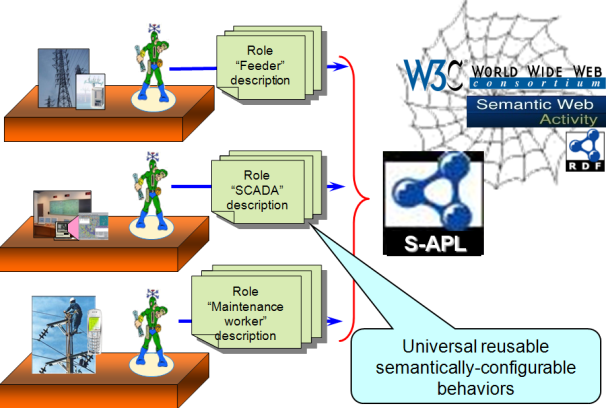 Role
“Feeder”
description
W3C WORLD WIDE WEB
consortium
Semantic Web
Activity
RDF
Role
“SCADA”
description
S-APL
Role
“Maintenance
worker”
description
Universal reusable
semantically-configurable
behaviors